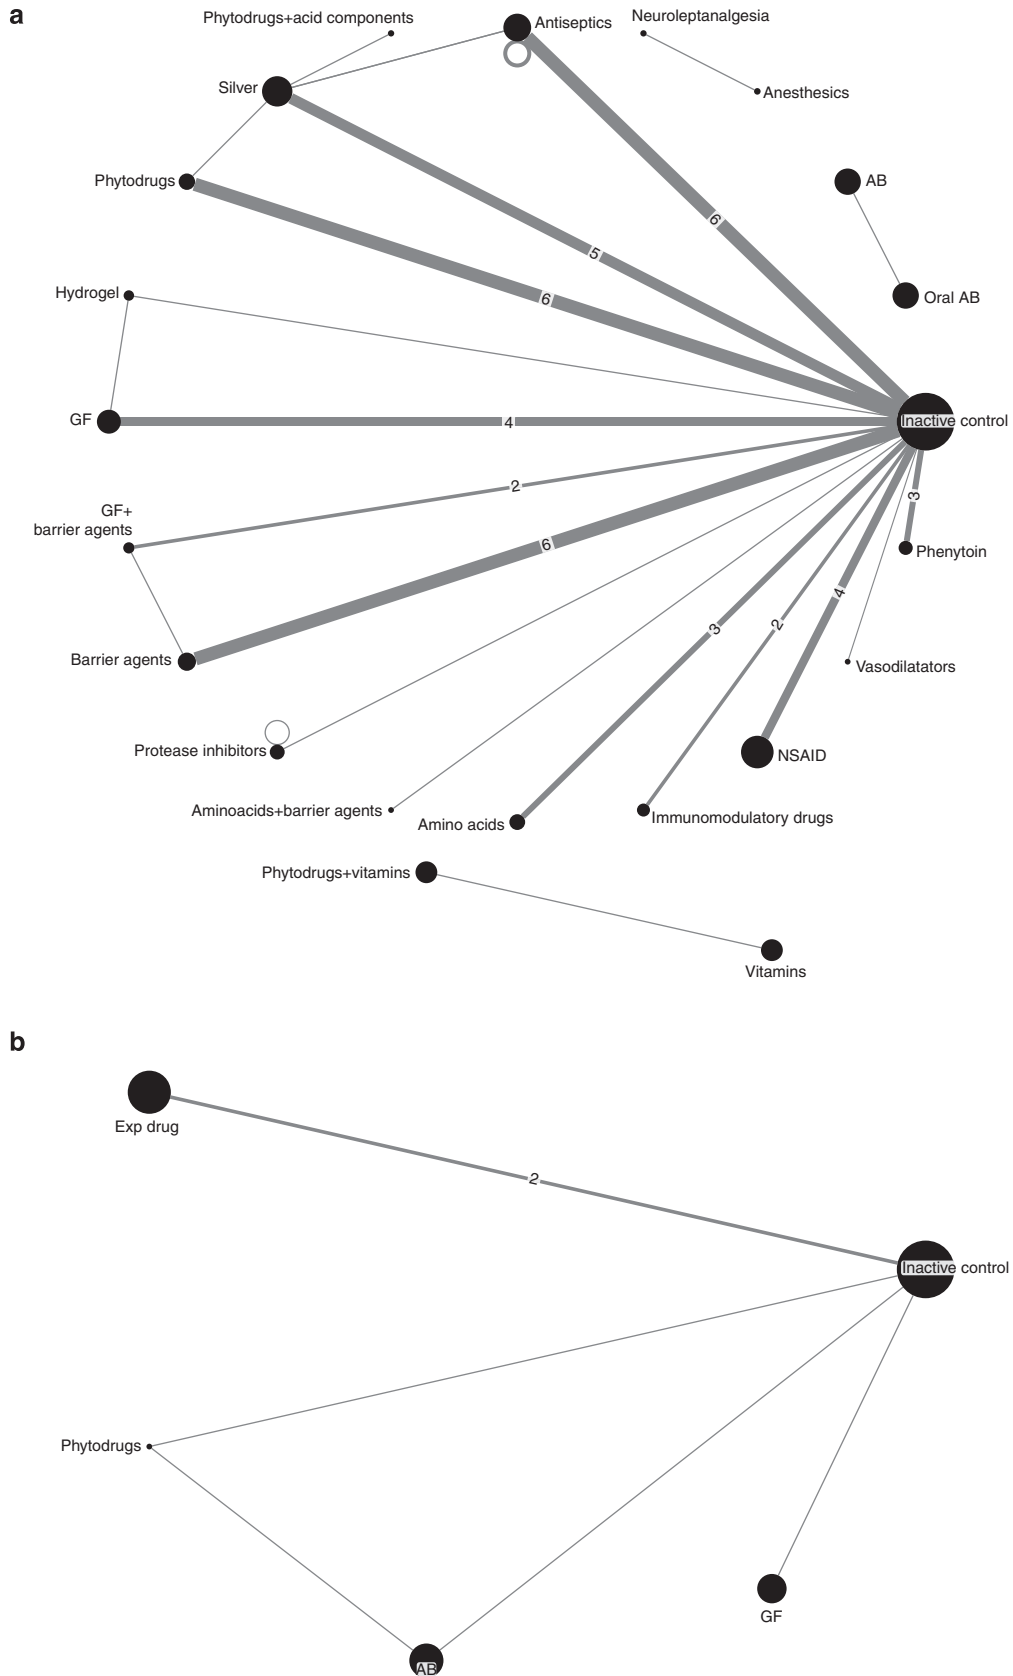 a
Phytodrugs+acid components
Antiseptics
Neuroleptanalgesia
Silver
Anesthesics
Phytodrugs
AB
6
5
Hydrogel
6
Oral AB
GF
4
Inactive control
2
3
GF+
barrier agents
6
Phenytoin
4
3
2
Barrier agents
Vasodilatators
Protease inhibitors
NSAID
Aminoacids+barrier agents
Amino acids
Immunomodulatory drugs
Phytodrugs+vitamins
Vitamins
b
Exp drug
2
Inactive control
Phytodrugs
GF
AB